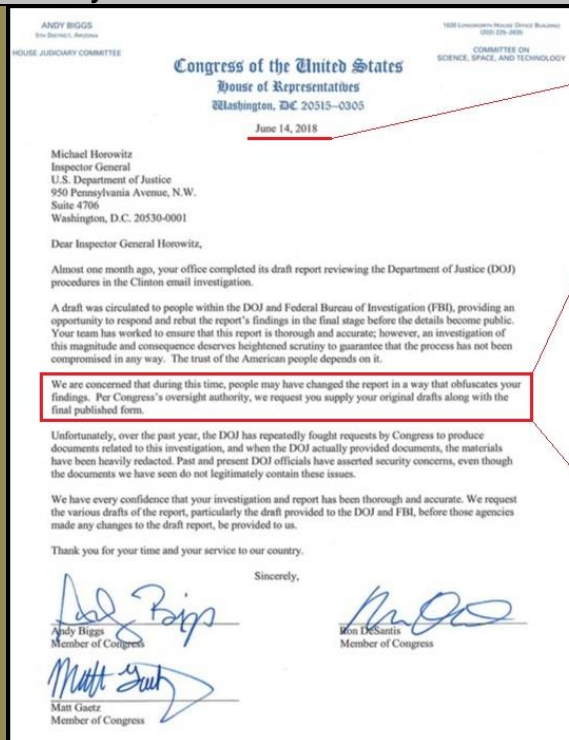 ANDY BIGGS
5TH DISTRICT, ARIZONA
HOUSE JUDICIARY COMMITTEE
1626 LONGWORTH HOUSE OFFICE BUILDING
(202) 225-2635
COMMITTEE ON
SCIENCE, SPACE, AND TECHNOLOGY
Congress of the United States
House of Representatives
Washington, DC 20515–0305
June 14, 2018
Michael Horowitz
Inspector General
U.S. Department of Justice
950 Pennsylvania Avenue, N.W.
Suite 4706
Washington, D.C. 20530-0001
Dear Inspector General Horowitz,
Almost one month ago, your office completed its draft report reviewing the Department of Justice (DOJ)
procedures in the Clinton email investigation.
A draft was circulated to people within the DOJ and Federal Bureau of Investigation (FBI), providing an
opportunity to respond and rebut the report's findings in the final stage before the details become public.
Your team has worked to ensure that this report is thorough and accurate; however, an investigation of
this magnitude and consequence deserves heightened scrutiny to guarantee that the process has not been
compromised in any way. The trust of the American people depends on it.
We are concerned that during this time, people may have changed the report in a way that obfuscates your
findings. Per Congress's oversight authority, we request you supply your original drafts along with the
final published form.
Unfortunately, over the past year, the DOJ has repeatedly fought requests by Congress to produce
documents related to this investigation, and when the DOJ actually provided documents, the materials
have been heavily redacted. Past and present DOJ officials have asserted security concerns, even though
the documents we have seen do not legitimately contain these issues.
We have every confidence that your investigation and report has been thorough and accurate. We request
the various drafts of the report, particularly the draft provided to the DOJ and FBI, before those agencies
made any changes to the draft report, be provided to us.
Thank you for your time and your service to our country.
Sincerely,
Andy Biggs
Member of Congress
Ron DeSantis
Member of Congress
Matt Gaetz
Member of Congress